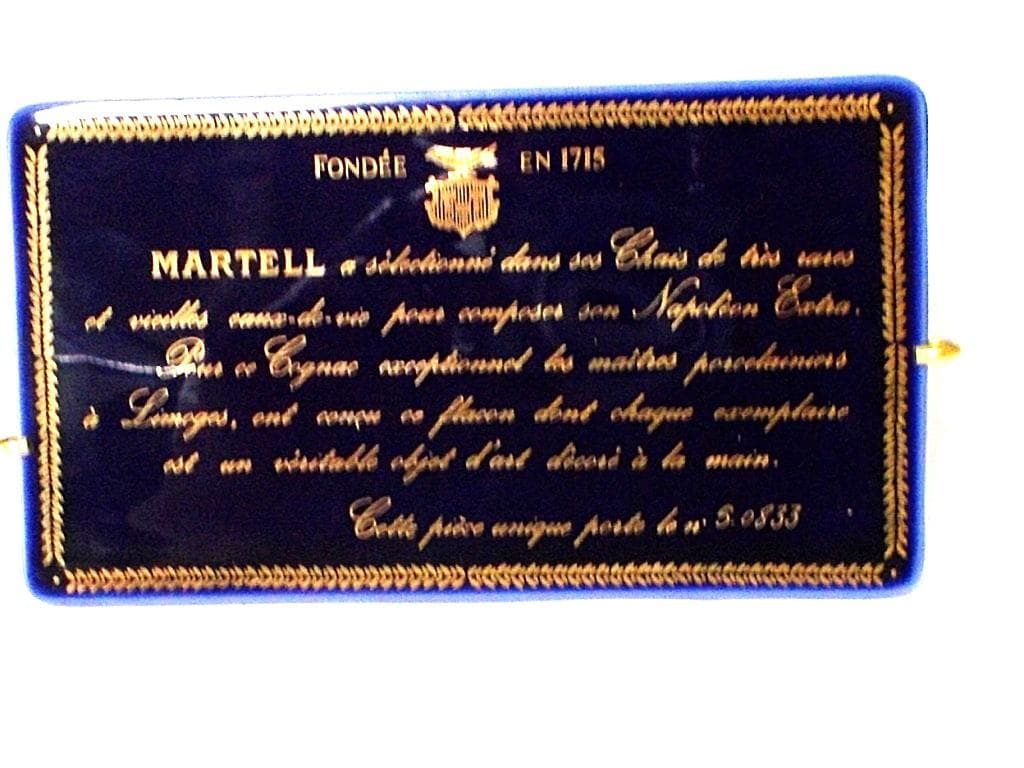 FONDÉE EN 1715
MARTELL a sélectionné dans ses Chais de très rares
et vieilles eaux-de-vie pour composer son Napoléon Extra.
Pour ce Cognac exceptionnel les maîtres porcelainiers
à Limoges, ont conçu ce flacon dont chaque exemplaire
est un véritable objet d'art décoré à la main.
Cette pièce unique porte le n° 5.0833